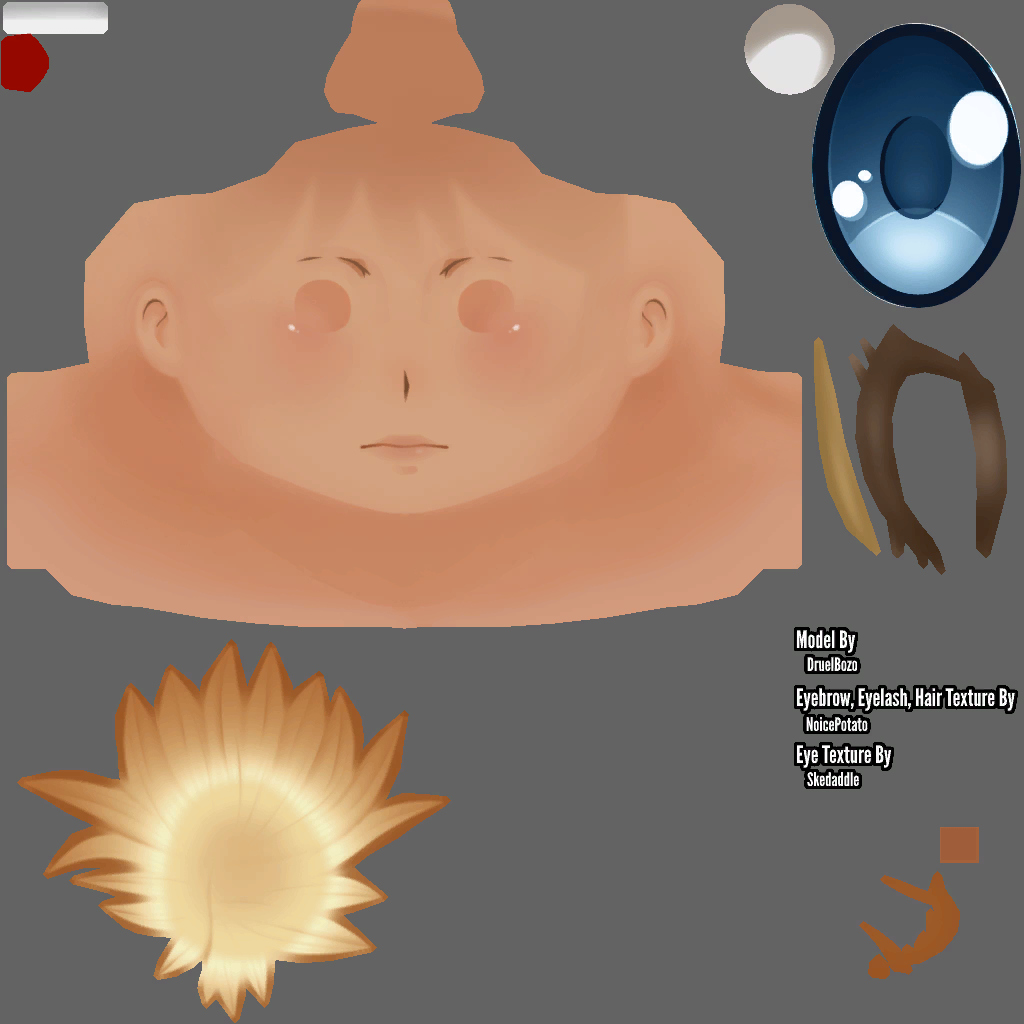 Model By
DruelBozo
Eyebrow, Eyelash, Hair Texture By
NoicePotato
Eye Texture By
Skedaddle